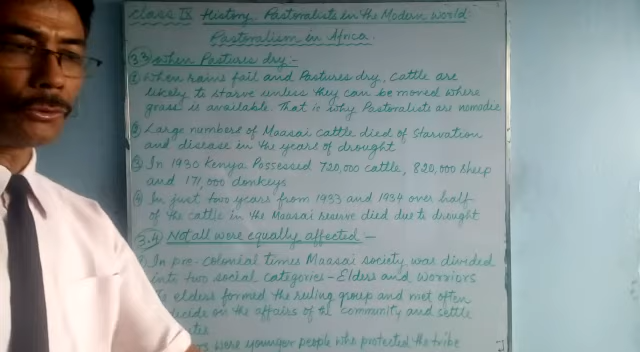 Class IX History Pastoralists in the Modern World
Pastoralism in Africa.
3.3 When Pastures dry:-
① When rains fail and Pastures dry, cattle are
likely to starve unless they can be moved where
grass is available That is why Pastoralists are nomadic
② Large numbers of Maasai cattle died of starvation
and disease in the years of drought
③ In 1930 Kenya Possessed 720,000 cattle, 820,000 sheep
and 171,000 donkeys
④ In just two years from 1933 and 1934 over half
of the cattle in the Maasai reserve died due to drought
3.4 Not all were equally affected —
In pre-colonial times Maasai society was divided
into two social categories - Elders and Worriors
elders formed the ruling group and met often
decide on the affairs of the community and settle
were younger people who protected the tribe